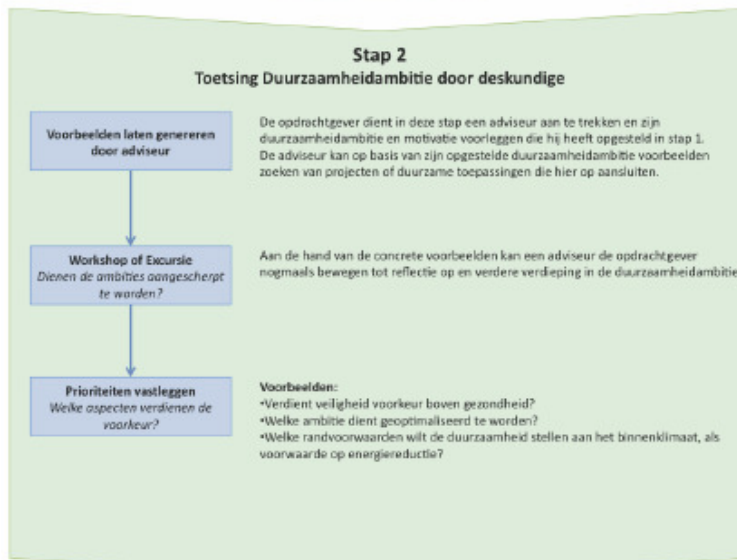 Stap 2
Toetsing Duurzaamheidambitie door deskundige
Voorbeelden laten genereren
door adviseur
De opdrachtgever dient in deze stap een adviseur aan te trekken en zijn
duurzaamheidambitie en motivatie voorleggen die hij heeft opgesteld in stap 1.
De adviseur kan op basis van zijn opgestelde duurzaamheidambitie voorbeelden
zoeken van projecten of duurzame toepassingen die hier op aansluiten.
Workshop of Excursie
Dienen de ambities aangescherpt
te worden?
Aan de hand van de concrete voorbeelden kan een adviseur de opdrachtgever
nogmaals bewegen tot reflectie op en verdere verdieping in de duurzaamheidambitie
Prioriteiten vastleggen
Welke aspecten verdienen de
voorkeur?
Voorbeelden:
•Verdient veiligheid voorkeur boven gezondheid?
•Welke ambitie dient geoptimaliseerd te worden?
•Welke randvoorwaarden wilt de duurzaamheid stellen aan het binnenklimaat, als
voorwaarde op energiereductie?